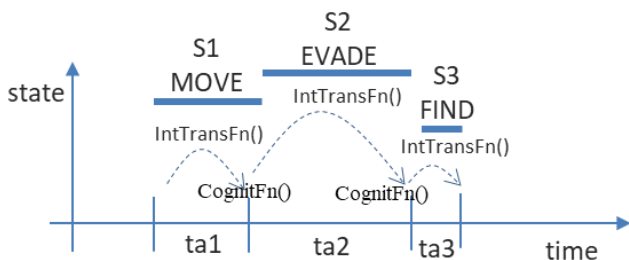 S1
MOVE
S2
EVADE
S3
FIND
state
IntTransFn()
IntTransFn()
IntTransFn()
CognitFn()
CognitFn()
ta1
ta2
ta3
time